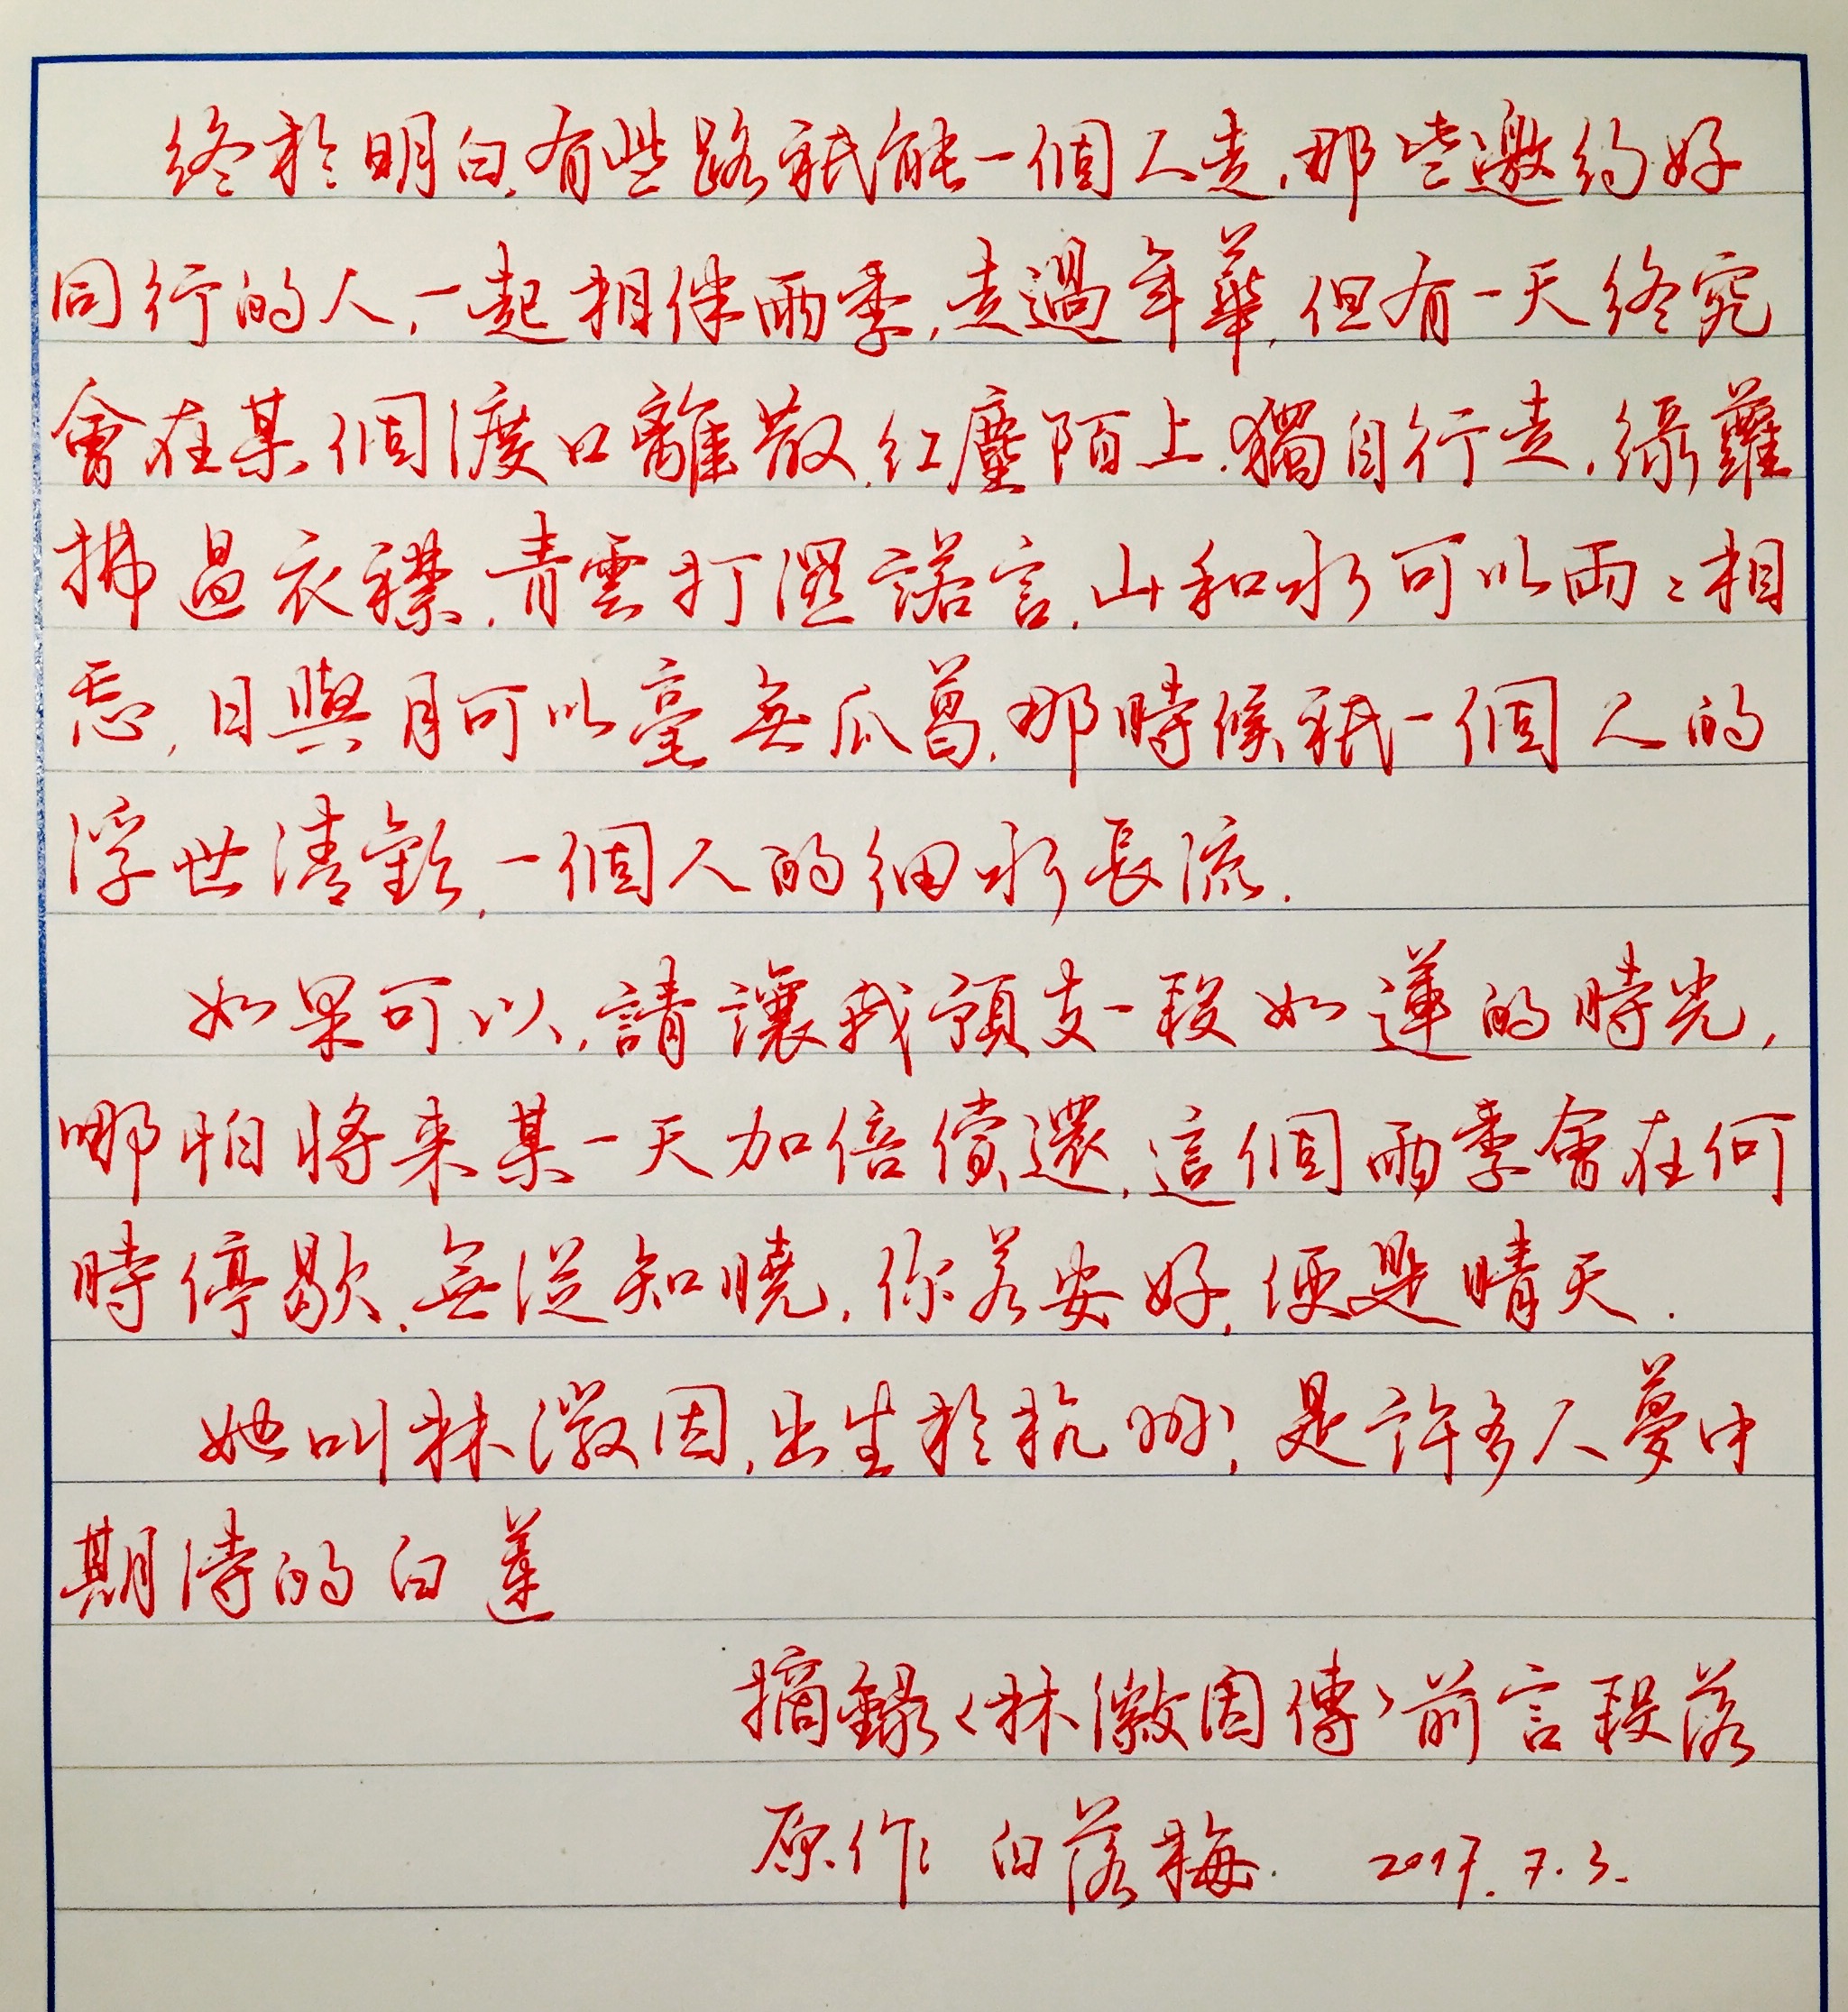 終於明白,有些路祇能一個人走,那些邀約好
同行的人,一起相伴雨季,走過年華,但有一天終究
會在某個渡口離散.紅塵陌上,獨自行走,綠蘿
拂過衣襟,青雲打濕諾言.山和水可以兩々相
忘,日與月可以毫無瓜葛.那時候祇一個人的
浮世清歡,一個人的細水長流.
如果可以,請讓我預支一段如蓮的時光,
哪怕將来某一天加倍償還.這個雨季會在何
時停歇,無從知曉.你若安好,便是晴天.
她叫林徽因,出生於杭州,是許多人夢中
期待的白蓮
摘錄<林徽因傳>前言段落
原作: 白落梅. 2017.7.3.